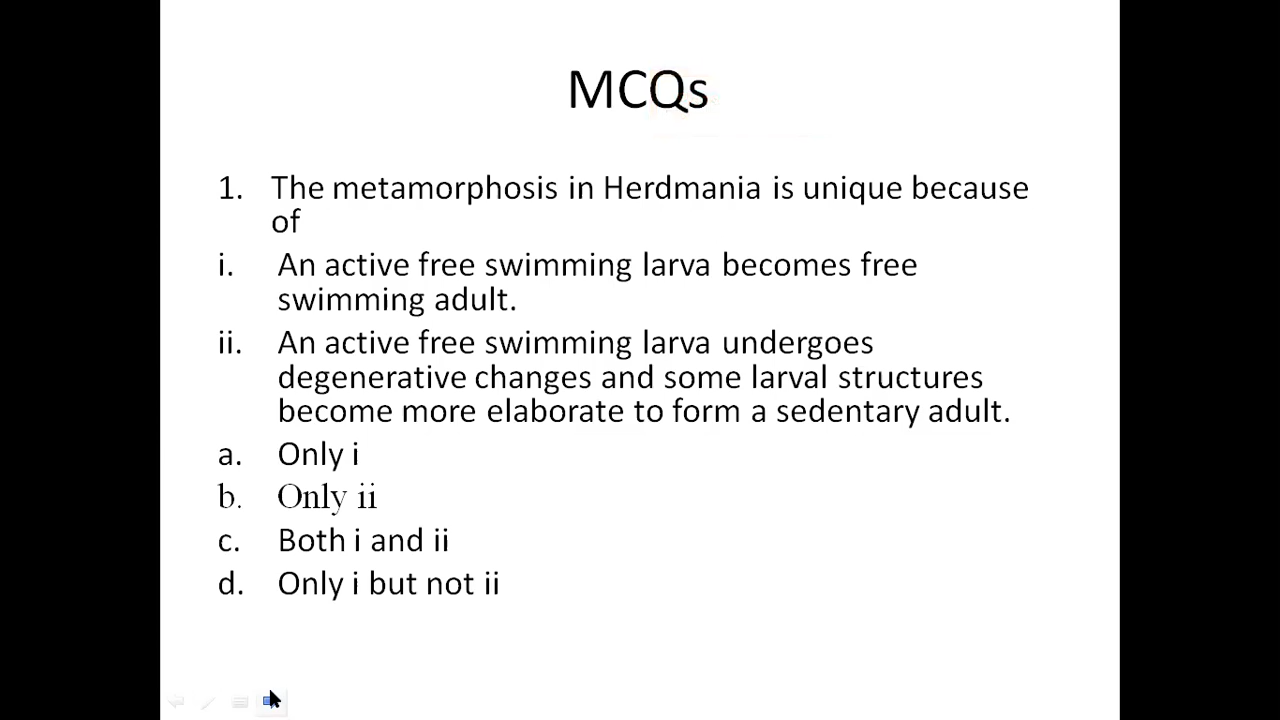 MCQs
1. The metamorphosis in Herdmania is unique because
of
i. An active free swimming larva becomes free
swimming adult.
ii. An active free swimming larva undergoes
degenerative changes and some larval structures
become more elaborate to form a sedentary adult.
a. Only i
b. Only ii
c. Both i and ii
d. Only i but not ii